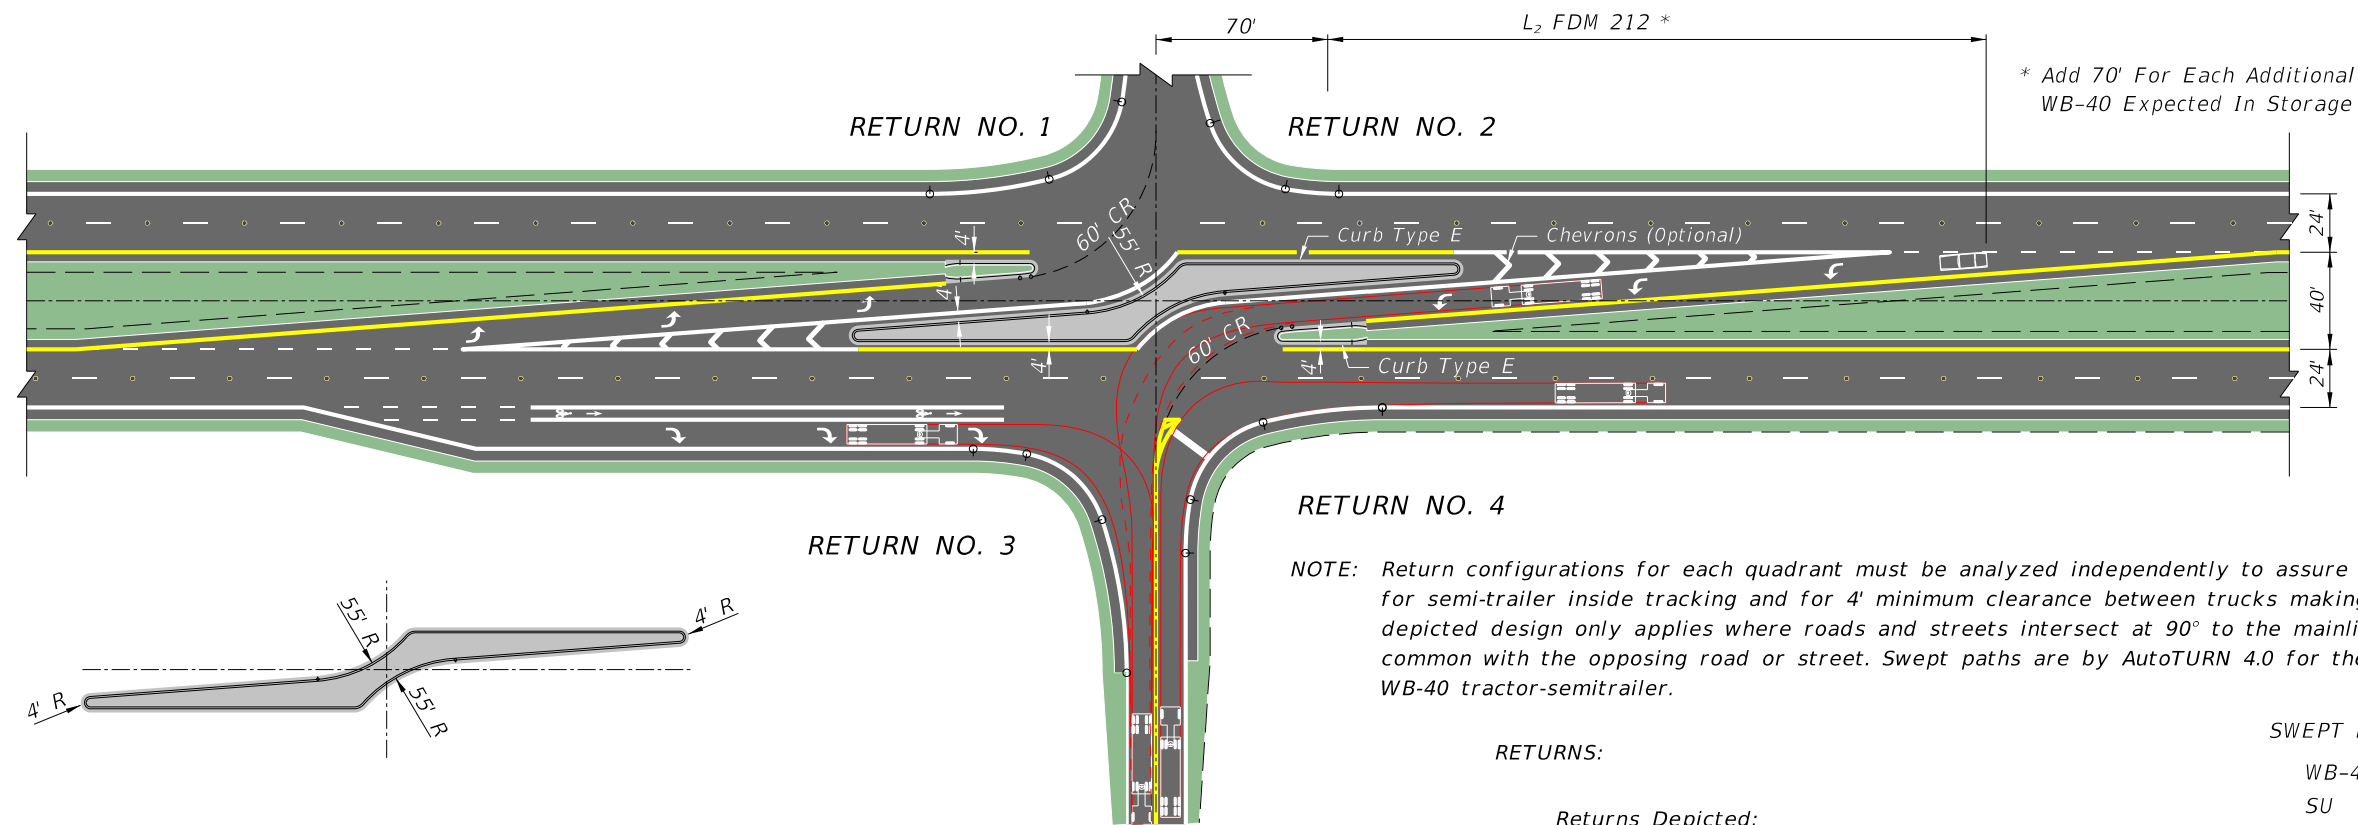 70'
L₂ FDM 212 *
* Add 70' For Each Additional
WB-40 Expected In Storage
RETURN NO. 1
RETURN NO. 2
24'
40'
24'
4'
60' CR
55' R
Curb Type E
Chevrons (Optional)
4'
4'
60' CR
4'
Curb Type E
RETURN NO. 3
RETURN NO. 4
NOTE: Return configurations for each quadrant must be analyzed independently to assure
for semi-trailer inside tracking and for 4' minimum clearance between trucks making
depicted design only applies where roads and streets intersect at 90° to the mainli
common with the opposing road or street. Swept paths are by AutoTURN 4.0 for the
WB-40 tractor-semitrailer.
55' R
4' R
4' R
55' R
RETURNS:
SWEPT
WB-4
SU
Returns Depicted: